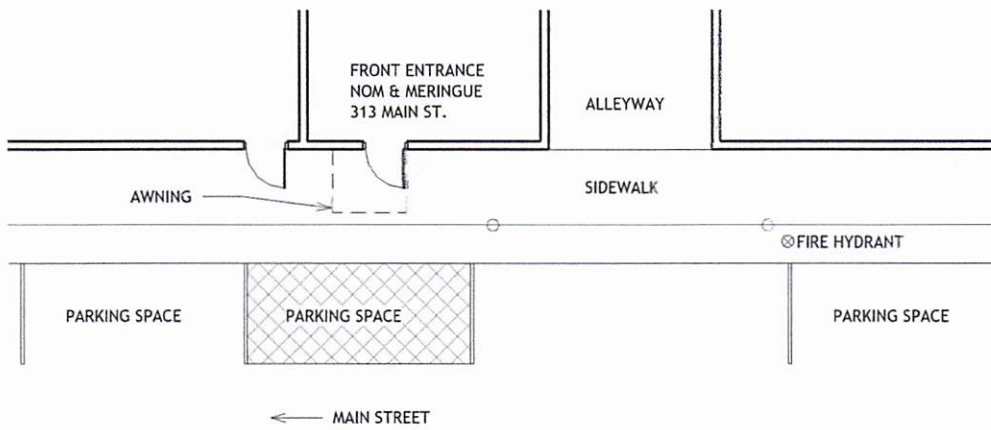 FRONT ENTRANCE
NOM & MERINGUE
313 MAIN ST.
ALLEYWAY
AWNING
SIDEWALK
FIRE HYDRANT
PARKING SPACE
PARKING SPACE
PARKING SPACE
MAIN STREET